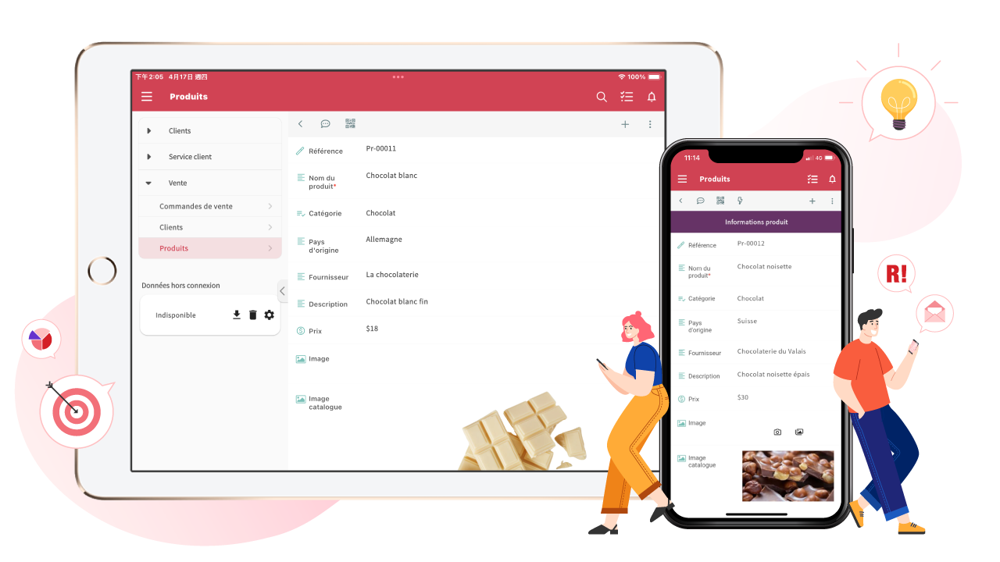 下午2:05 4月17日 週四
100%
Produits
Clients
Service client
Vente
Commandes de vente
Clients
Produits
Données hors connexion
Indisponible
Référence
Pr-00011
Nom du
produit*
Chocolat blanc
Catégorie
Chocolat
Pays
d'origine
Allemagne
Fournisseur
La chocolaterie
Description
Chocolat blanc fin
Prix
$18
Image
Image
catalogue
11:14
4G
Produits
Informations produit
Référence
Pr-00012
Nom du
produit*
Chocolat noisette
Catégorie
Chocolat
Pays
d'origine
Suisse
Fournisseur
Chocolaterie du Valais
Description
Chocolat noisette épais
Prix
$30
Image
Image
catalogue
R!